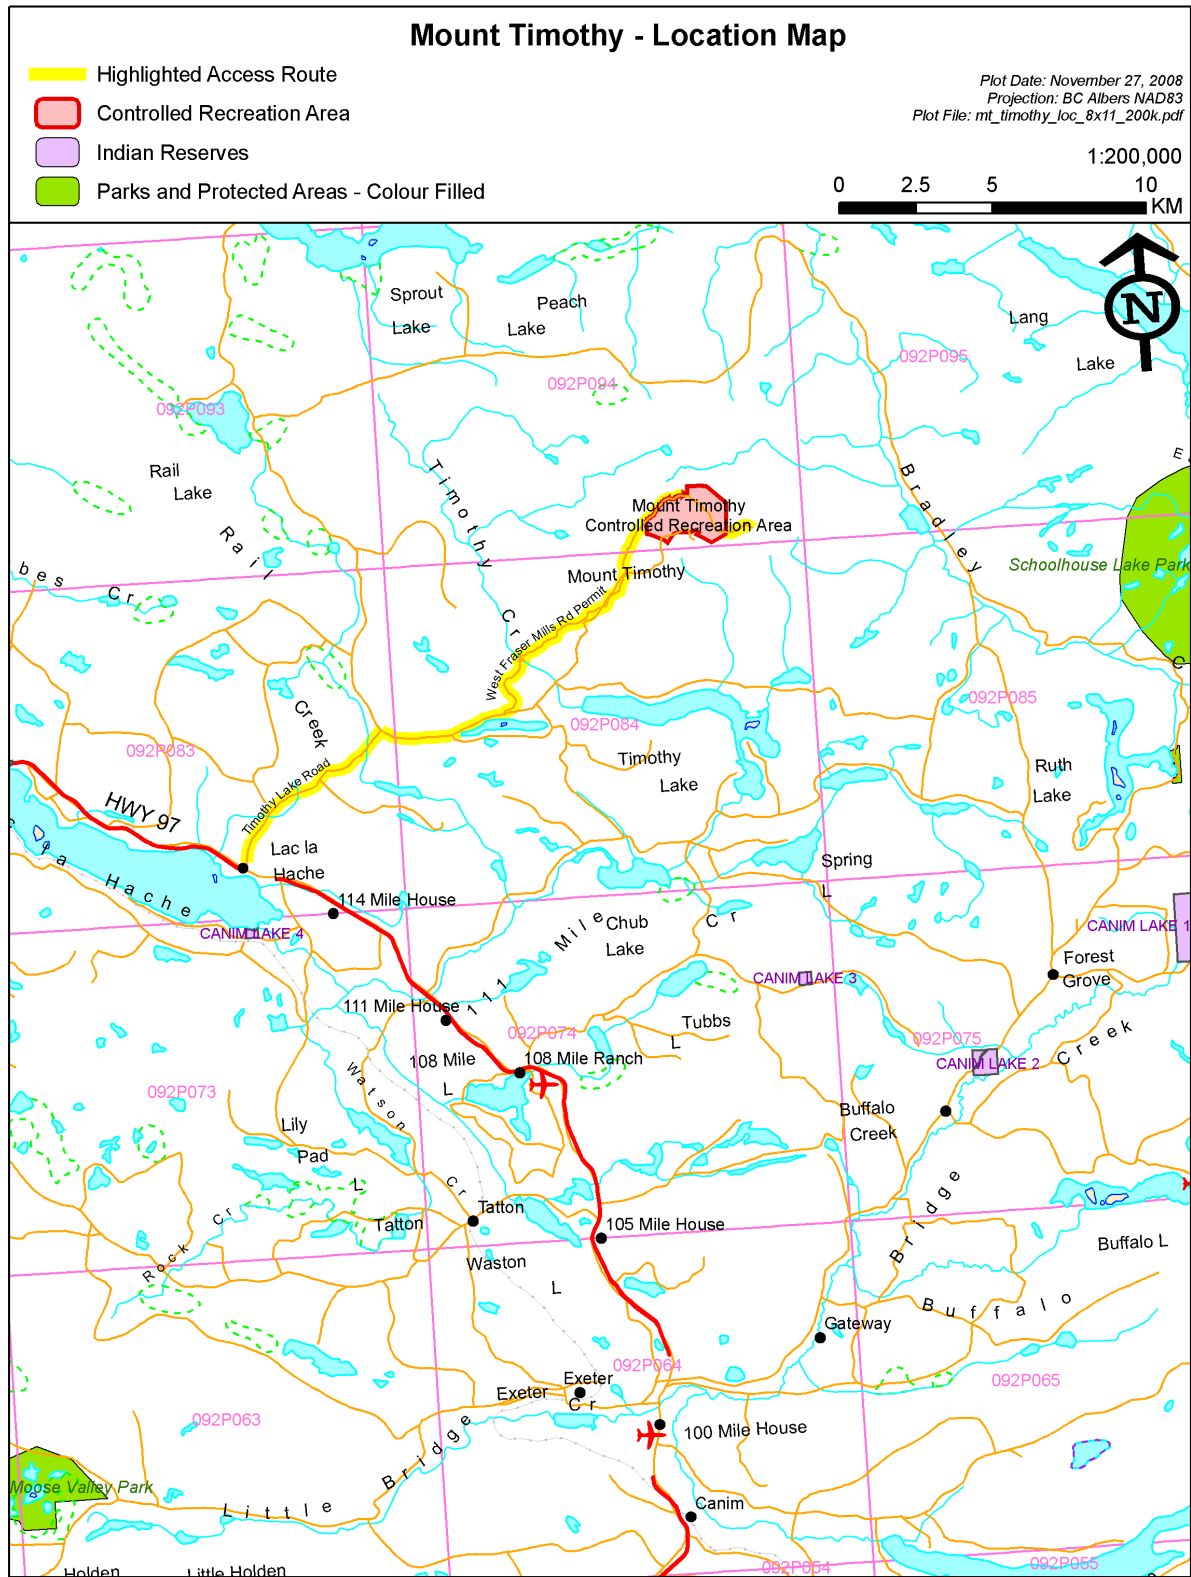 Mount Timothy - Location Map
Highlighted Access Route
Controlled Recreation Area
Indian Reserves
Parks and Protected Areas - Colour Filled
Plot Date: November 27, 2008
Projection: BC Albers NAD83
Plot File: mt_timothy_loc_8x11_200k.pdf
1:200,000
0 2.5 5 10
KM
N
Sprout
Lake
Peach
Lake
Lang
Lake
092P095
092P094
092P093
Rail
Lake
Rail
Creek
Timothy
Cr
Bradley
Mount Timothy
Controlled Recreation Area
Mount Timothy
West Fraser Mills Rd Permit
Schoolhouse Lake Park
E
C
bes Cr
092P085
092P084
092P083
Timothy
Lake
Ruth
Lake
Timothy Lake Road
HWY 97
Lac la
Hache
c la Hache
114 Mile House
CANIM LAKE 4
Spring
L
Chub
Lake
111 Mile Cr
CANIM LAKE 1
CANIM LAKE 3
Forest
Grove
111 Mile House
092P074
Tubbs
L
092P075
CANIM LAKE 2
Creek
108 Mile
L
108 Mile Ranch
092P073
Watson
Cr
Lily
Pad
L
Buffalo
Creek
Bridge
Tatton
Tatton
105 Mile House
Rock Cr
Waston
L
Buffalo L
Buffalo
Gateway
092P064
092P065
Exeter
Exeter
Cr
092P063
100 Mile House
Little Bridge
Moose Valley Park
Canim
092P054
092P055
Holden
Little Holden